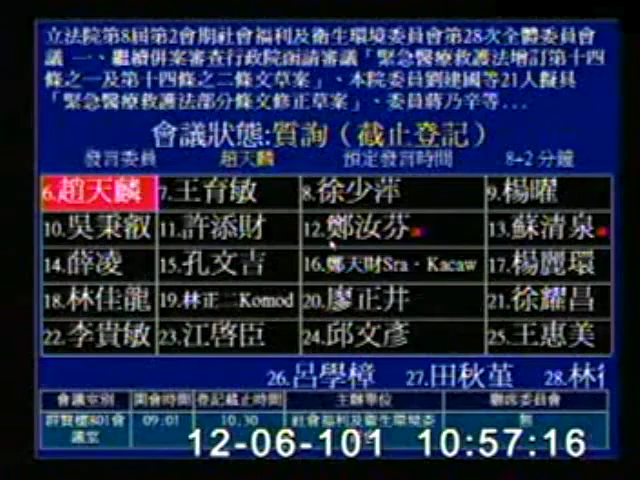 立法院第8屆第2會期社會福利及衛生環境委員會第28次全體委員會
議 一、繼續併案審查行政院函請審議「緊急醫療救護法增訂第十四
條之一及第十四條之二條文草案」、本院委員劉建國等21人擬具
「緊急醫療救護法部分條文修正草案」、委員蔣乃辛等...
會議狀態:質詢（截止登記）
發言委員 趙天麟 預定發言時間 8+2分鐘
6.趙天麟 7.王育敏 8.徐少萍 9.楊曜
10.吳秉叡 11.許添財 12.鄭汝芬 13.蘇清泉
14.薛凌 15.孔文吉 16.鄭天財Sra．Kacaw 17.楊麗環
18.林佳龍 19.林正二Komod 20.廖正井 21.徐耀昌
22.李貴敏 23.江啓臣 24.邱文彥 25.王惠美
26.呂學樟 27.田秋堇 28.林
會議室別 開會時間 登記截止時間 主辦單位 聯席委員會
群賢樓801會 09:01 10.30 社會福利及衛生環境委 無
議室
12-06-101 10:57:16